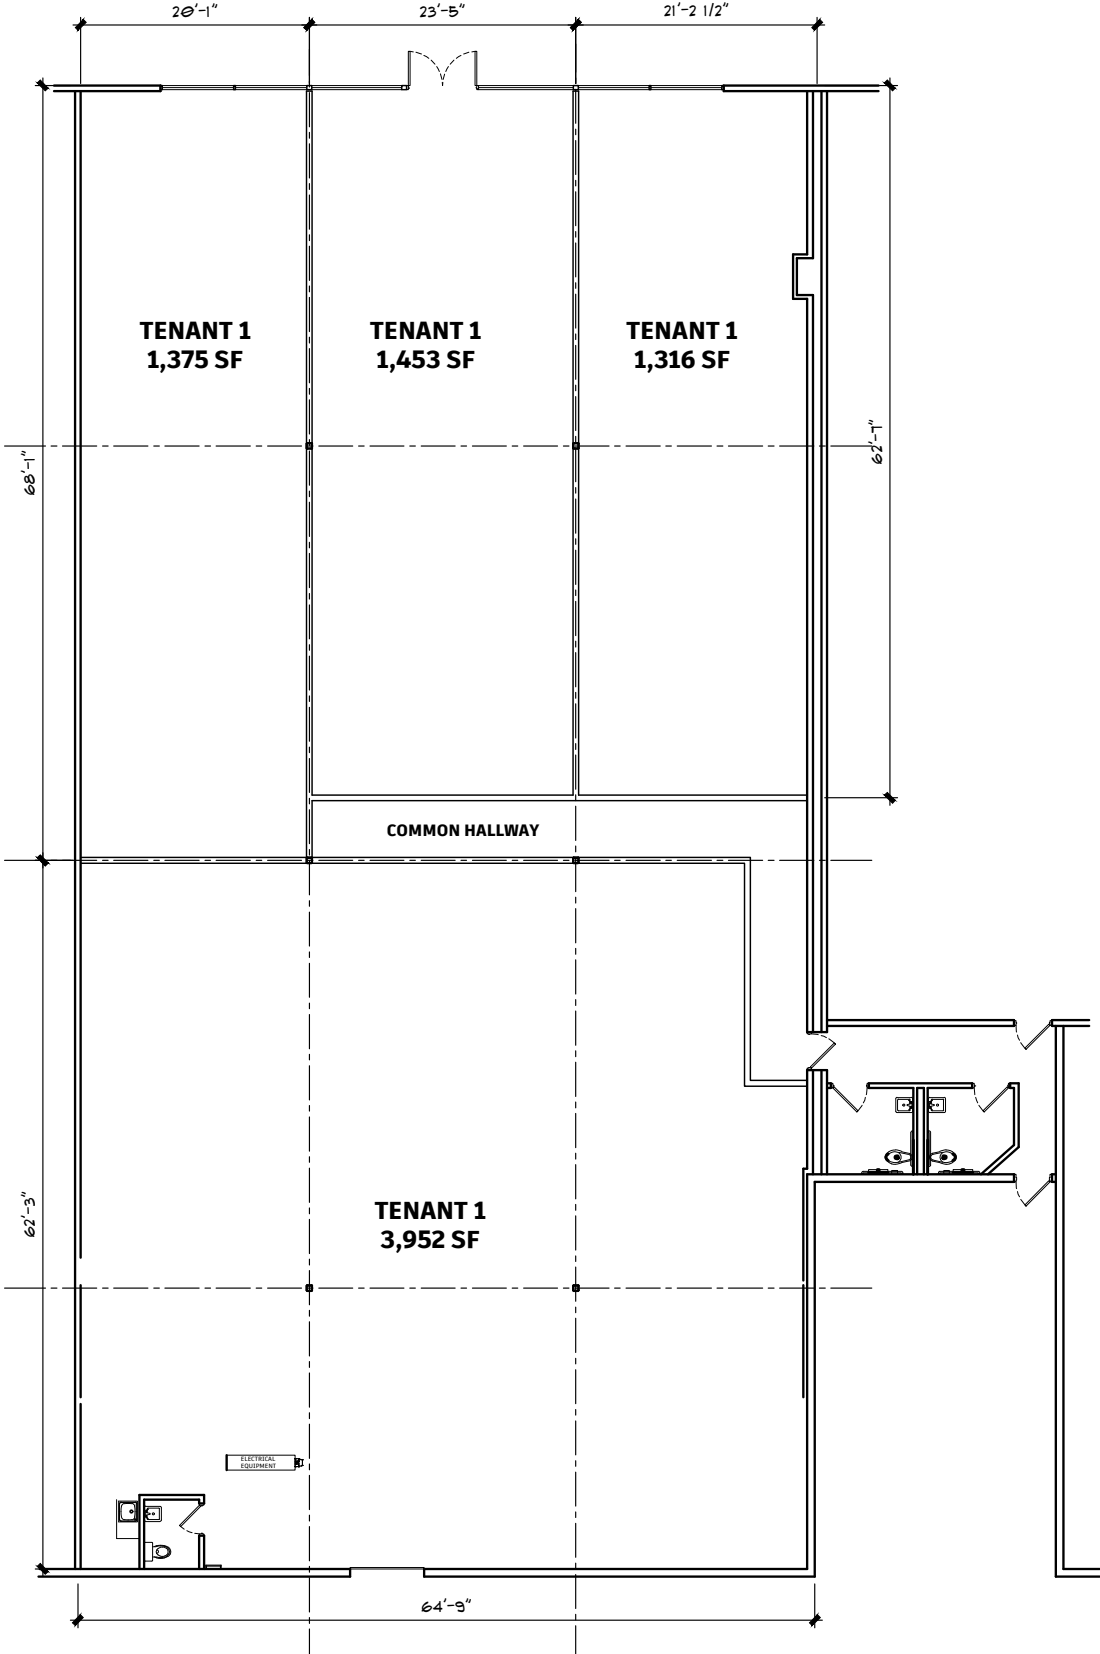 20'-1"
23'-5"
21'-2 1/2"
TENANT 1
1,375 SF
TENANT 1
1,453 SF
TENANT 1
1,316 SF
68'-1"
62'-7"
COMMON HALLWAY
TENANT 1
3,952 SF
62'-3"
ELECTRICAL
EQUIPMENT
64'-9"